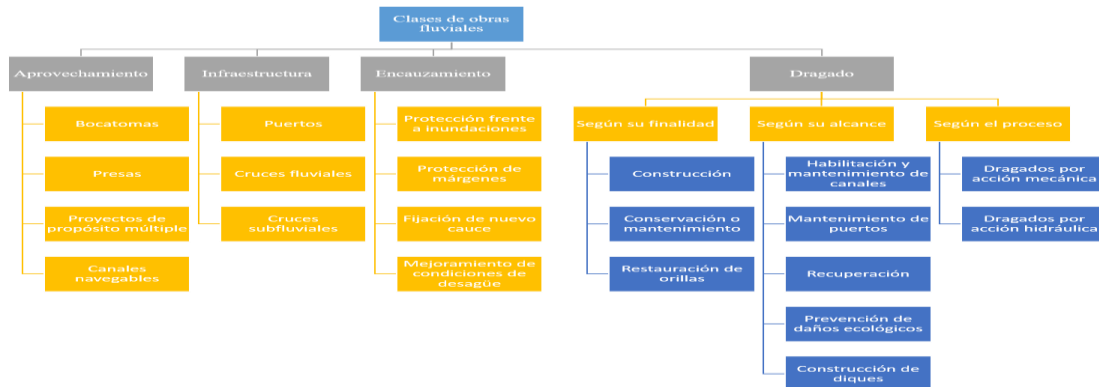 Clases de obras
fluviales
Aprovechamiento
Bocatomas
Presas
Proyectos de
propósito múltiple
Canales
navegables
Infraestructura
Puertos
Cruces fluviales
Cruces
subfluviales
Encauzamiento
Protección frente
a inundaciones
Protección de
márgenes
Fijación de nuevo
cauce
Mejoramiento de
condiciones de
desagüe
Dragado
Según su finalidad
Construcción
Conservación o
mantenimiento
Restauración de
orillas
Según su alcance
Habilitación y
mantenimiento de
canales
Mantenimiento de
puertos
Recuperación
Prevención de
daños ecológicos
Construcción de
diques
Según el proceso
Dragados por
acción mecánica
Dragados por
acción hidráulica